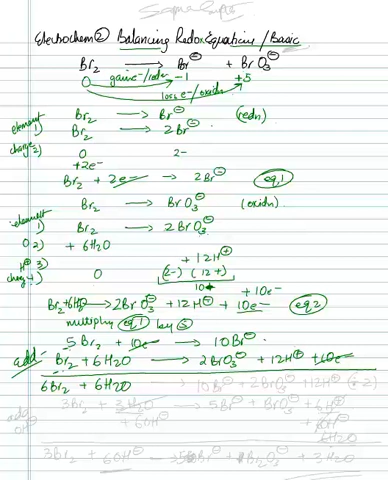 Electrochem ② Balancing Redox Equations / Basic
Br₂ → Br⊖ + BrO₃⊖
0 gain e-/redn -1 +5
loss e-/oxidn
Br₂ → Br⊖ (redn)
element 1) Br₂ → 2Br⊖
charge 2) 0 2-
+2e-
Br₂ + 2e- → 2Br⊖ eq,1
Br₂ → BrO₃⊖ (oxidn)
element 1) Br₂ → 2BrO₃⊖
O 2) + 6H₂O
H⊕ 3) + 12H⊕
charge 4) 0 (2-) (12+)
10+
+10e-
Br₂+6H₂O → 2BrO₃⊖ + 12H⊕ + 10e- eq 2
multiply eq 1 by ⑤
5Br₂ + 10e- → 10Br⊖
add Br₂ + 6H₂O → 2BrO₃⊖ + 12H⊕ + 10e-
6Br₂ + 6H₂O → 10Br⊖ + 2BrO₃⊖ + 12H⊕ (÷2)
add OH⊖ 3Br₂ + 3H₂O → 5Br⊖ + BrO₃⊖ + 6H⊕
+ 6OH⊖ + 6OH⊖
6H₂O
3Br₂ + 6OH⊖ → 5Br⊖ + BrO₃⊖ + 3H₂O